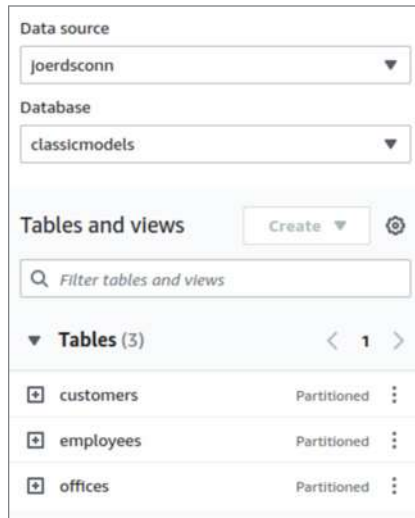 Data source
joerdsconn
Database
classicmodels
Tables and views Create
Filter tables and views
Tables (3) < 1 >
customers Partitioned
employees Partitioned
offices Partitioned